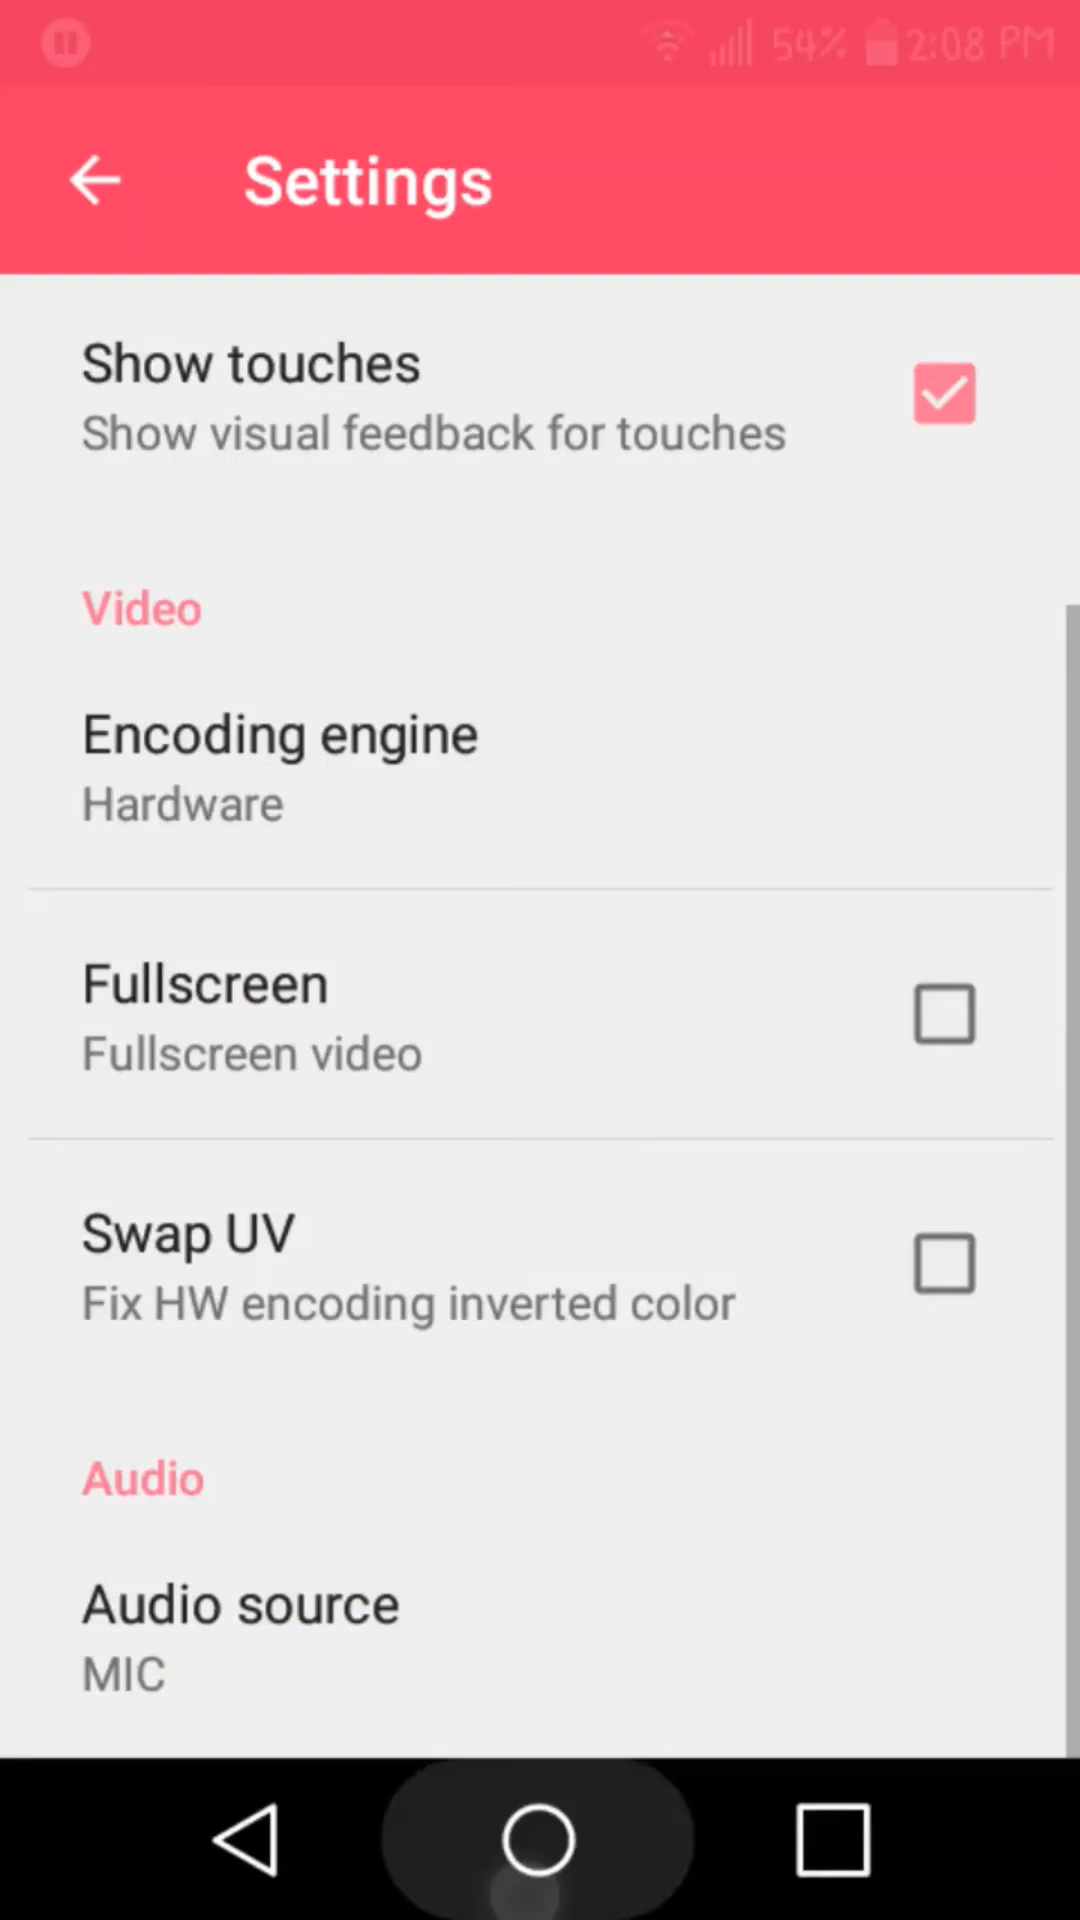 54% 2:08 PM
Settings
Show touches
Show visual feedback for touches
Video
Encoding engine
Hardware
Fullscreen
Fullscreen video
Swap UV
Fix HW encoding inverted color
Audio
Audio source
MIC